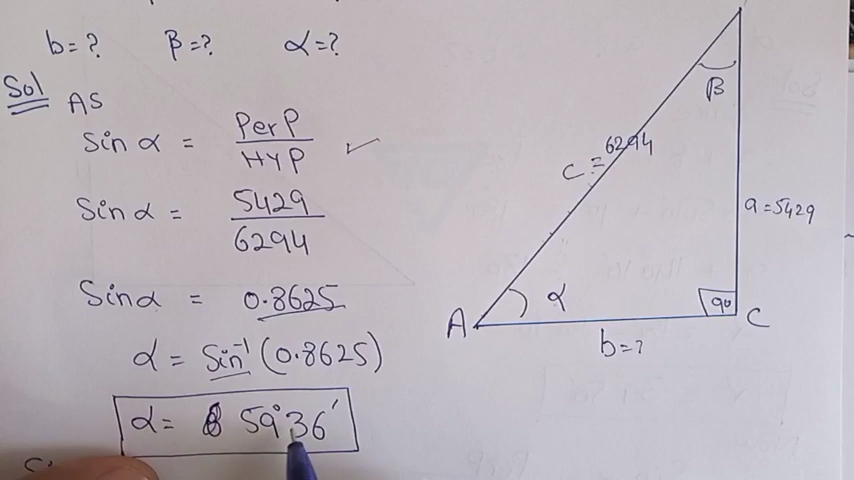 b=? β=? α=?
Sol
AS
Sin α = PerP / HYP ✓
Sin α = 5429 / 6294
Sin α = 0.8625
α = Sin⁻¹ (0.8625)
α = 59°36′
β
c = 6294
a = 5429
A α 90 C
b = ?